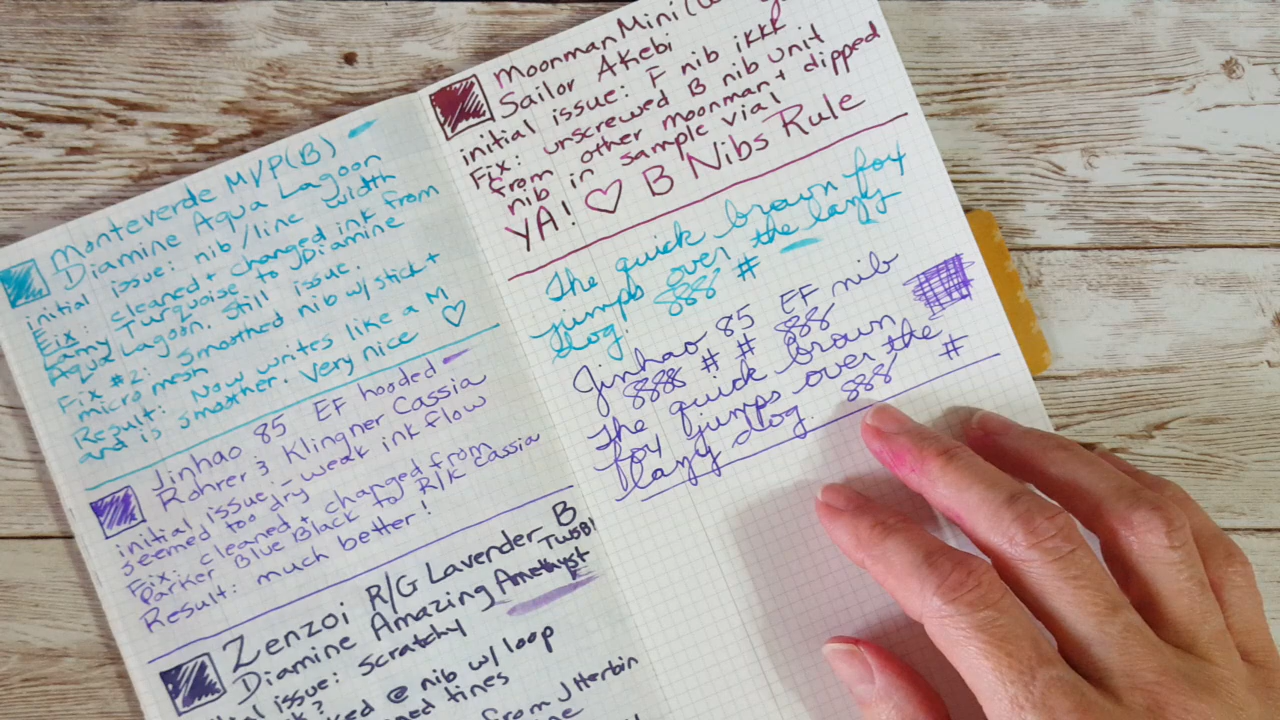 Monteverde MVP (B)
Diamine Aqua Lagoon
initial issue: nib/line width
Fix: cleaned + changed ink from
Lamy Turquoise to Diamine
Aqua Lagoon. Still issue.
Fix #2: Smoothed nib w/ stick +
micro mesh
Result: Now writes like a M
and is smoother. Very nice ♡
Jinhao 85 EF hooded
Rohrer & Klingner Cassia
initial issue: weak ink flow
seemed too dry
Fix: cleaned + changed from
Parker Blue Black to R/K Cassia
Result: much better!
Zenzoi R/G Lavender B
TWSBI
Diamine Amazing Amethyst
issue: Scratchy
@ nib w/ loop
tines
from J Herbin
Moonman Mini
Sailor Akebi
initial issue: F nib ikkk
Fix: unscrewed B nib unit
from other moonman + dipped
nib in sample vial
YA! ♡ B Nibs Rule
The quick brown fox
jumps over the lazy
dog. 888 #
Jinhao 85 EF nib
8888 # # 888
The quick brown
fox jumps over the #
lazy dog. 888